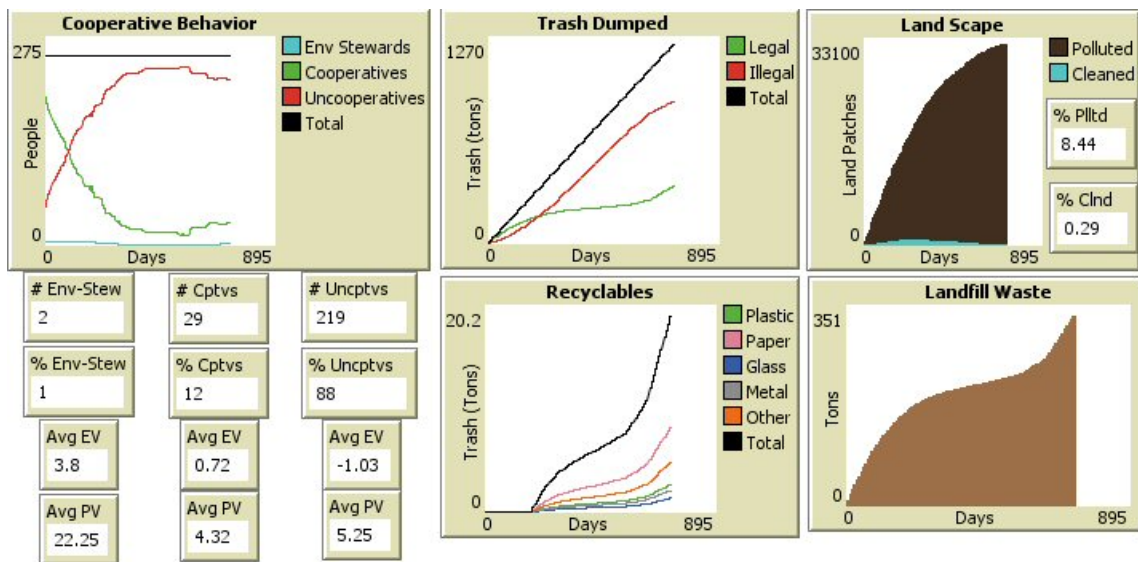 Cooperative Behavior
275
0
People
0
Days
895
Env Stewards
Cooperatives
Uncooperatives
Total
Trash Dumped
1270
0
Trash (tons)
0
Days
895
Legal
Illegal
Total
Land Scape
33100
0
Land Patches
0
Days
895
Polluted
Cleaned
% Plltd
8.44
% Clnd
0.29
# Env-Stew
2
# Cptvs
29
# Uncptvs
219
% Env-Stew
1
% Cptvs
12
% Uncptvs
88
Avg EV
3.8
Avg EV
0.72
Avg EV
-1.03
Avg PV
22.25
Avg PV
4.32
Avg PV
5.25
Recyclables
20.2
0
Trash (Tons)
0
Days
895
Plastic
Paper
Glass
Metal
Other
Total
Landfill Waste
351
0
Tons
0
Days
895